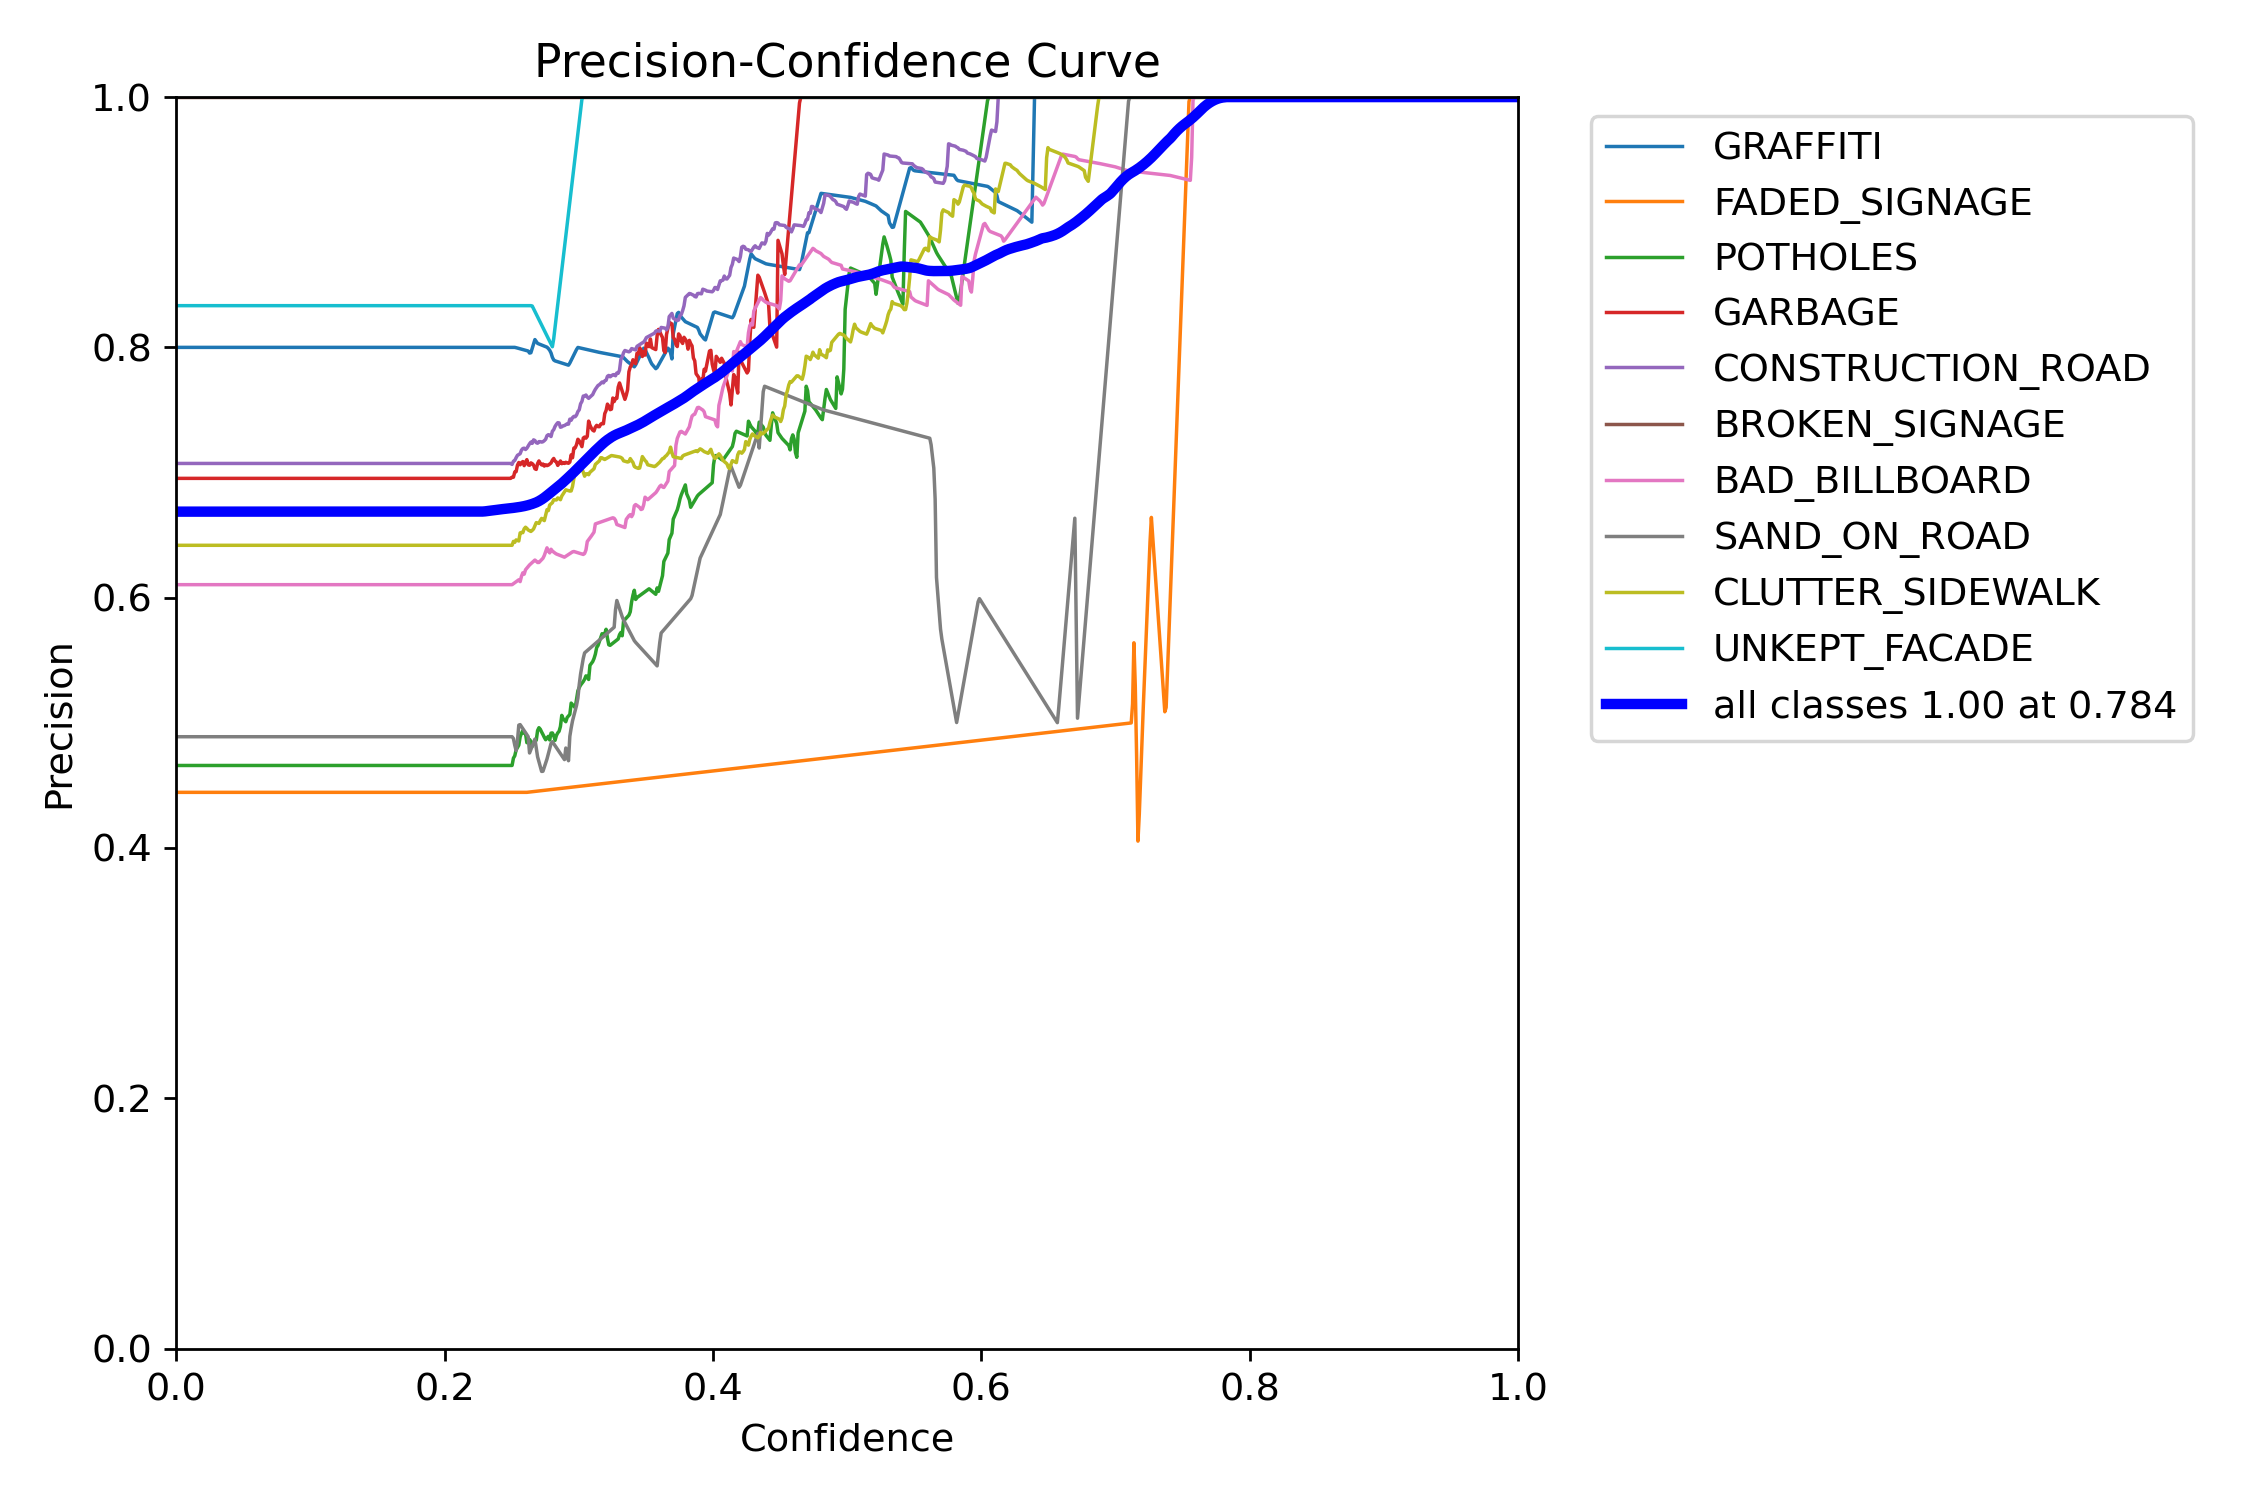 Precision-Confidence Curve
1.0
0.8
0.6
0.4
0.2
0.0
Precision
0.0 0.2 0.4 0.6 0.8 1.0
Confidence
GRAFFITI
FADED_SIGNAGE
POTHOLES
GARBAGE
CONSTRUCTION_ROAD
BROKEN_SIGNAGE
BAD_BILLBOARD
SAND_ON_ROAD
CLUTTER_SIDEWALK
UNKEPT_FACADE
all classes 1.00 at 0.784